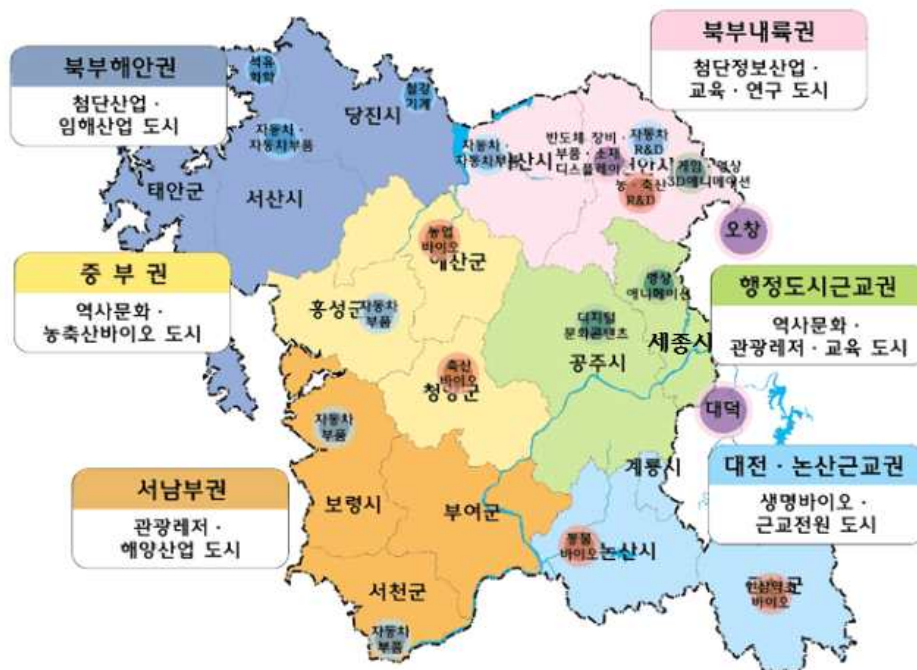 북부해안권
첨단산업 ·
임해산업 도시
북부내륙권
첨단정보산업 ·
교육 · 연구 도시
석유
화학
철강
기계
당진시
자동차 ·
자동차부품
자동차 ·
반도체 장비 ·
부품 · 소재
디스플레이
자동차
R&D
게임 · 영상
3D애니메이션
농 · 축산
R&D
태안군
서산시
오창
중 부 권
역사문화 ·
농축산바이오 도시
농업
바이오
홍성군
자동차
부품
영상
애니메이션
디지털
문화콘텐츠
공주시
세종시
행정도시근교권
역사문화 ·
관광레저 · 교육 도시
축산
바이오
대덕
자동차
부품
보령시
부여군
계룡시
서남부권
관광레저 ·
해양산업 도시
대전 · 논산근교권
생명바이오 ·
근교전원 도시
동물
바이오
논산시
서천군
바이오
자동차
부품